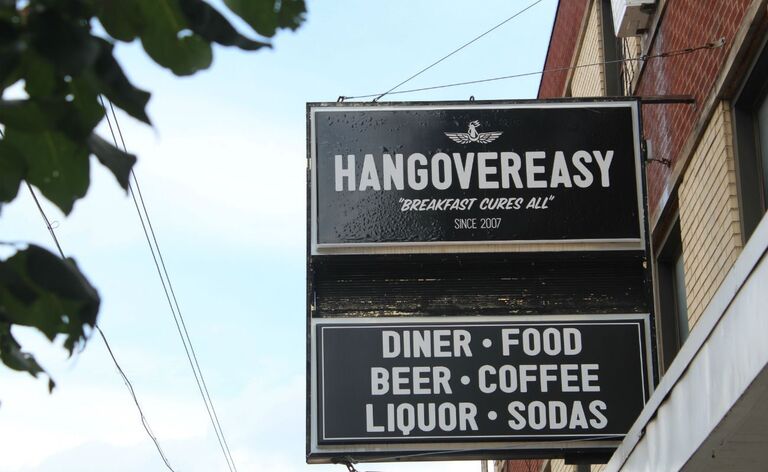 HANGOVEREASY
"BREAKFAST CURES ALL"
SINCE 2007
DINER • FOOD
BEER • COFFEE
LIQUOR • SODAS